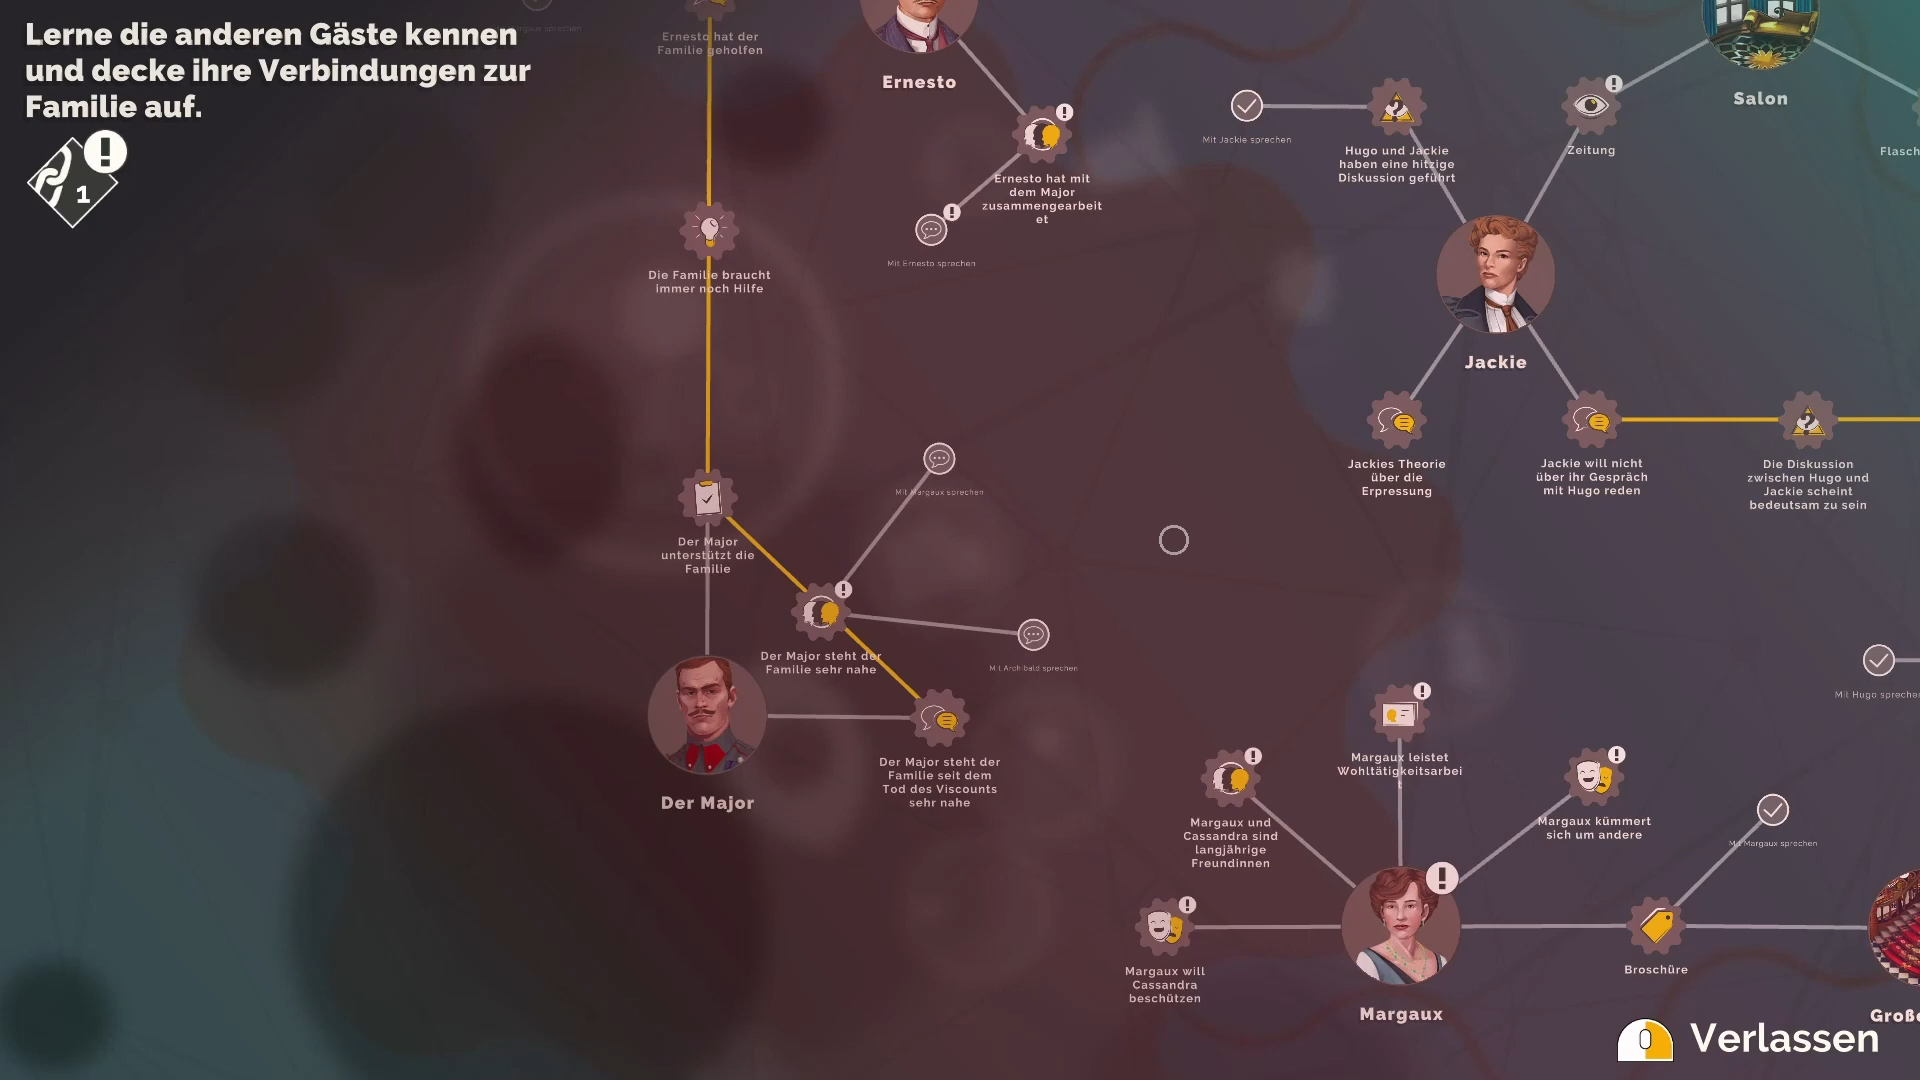 Lerne die anderen Gäste kennen
und decke ihre Verbindungen zur
Familie auf.
1
Ernesto hat der
Familie geholfen
Ernesto
Salon
Mit Jackie sprechen
Hugo und Jackie
haben eine hitzige
Diskussion geführt
Zeitung
Flasch
Ernesto hat mit
dem Major
zusammengearbeit
et
Mit Ernesto sprechen
Die Familie braucht
immer noch Hilfe
Jackie
Jackies Theorie
über die
Erpressung
Jackie will nicht
über ihr Gespräch
mit Hugo reden
Die Diskussion
zwischen Hugo und
Jackie scheint
bedeutsam zu sein
Mit Margaux sprechen
Der Major
unterstützt die
Familie
Der Major steht der
Familie sehr nahe
Mit Archibald sprechen
Mit Hugo sprechen
Der Major
Der Major steht der
Familie seit dem
Tod des Viscounts
sehr nahe
Margaux leistet
Wohltätigkeitsarbei
t
Margaux und
Cassandra sind
langjährige
Freundinnen
Margaux kümmert
sich um andere
Mit Margaux sprechen
Margaux will
Cassandra
beschützen
Broschüre
Margaux
Große
Verlassen